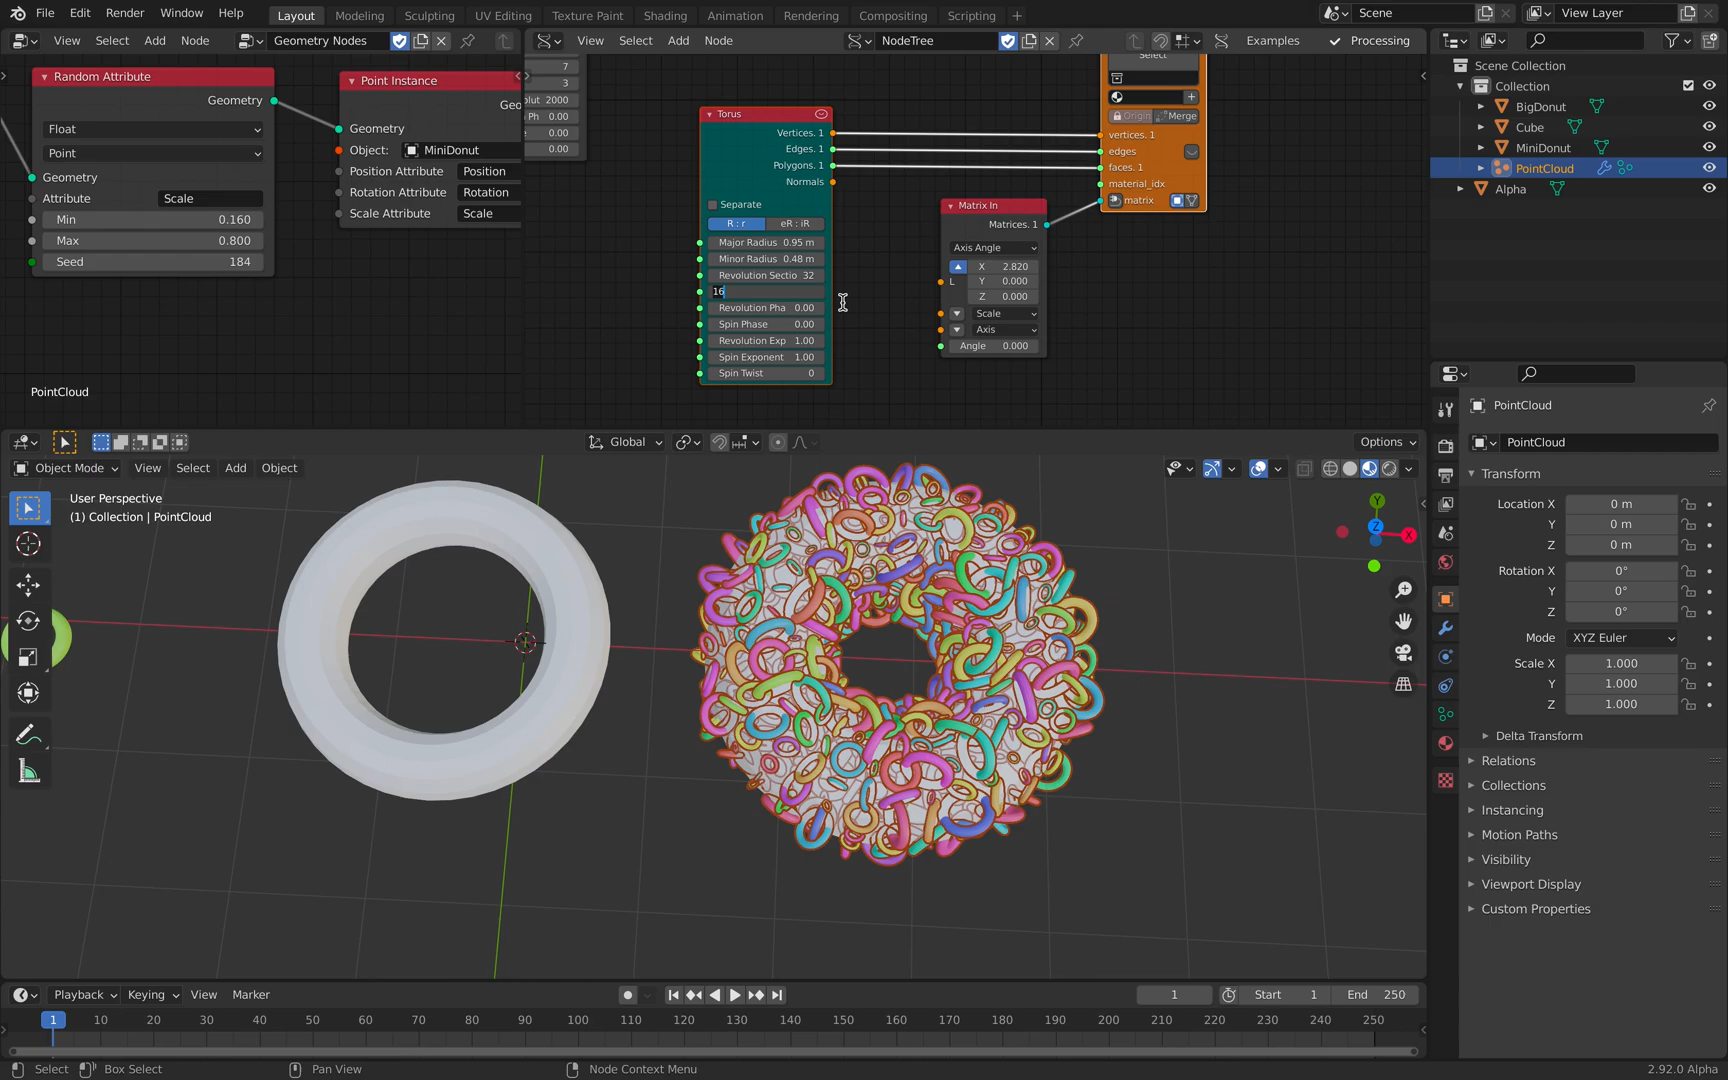 File Edit Render Window Help Layout Modeling Sculpting UV Editing Texture Paint Shading Animation Rendering Compositing Scripting + Scene View Layer
View Select Add Node Geometry Nodes View Select Add Node NodeTree Examples Processing
Random Attribute
Geometry
Float
Point
Geometry
Attribute Scale
Min 0.160
Max 0.800
Seed 184
Point Instance
Geo
Geometry
Object: MiniDonut
Position Attribute Position
Rotation Attribute Rotation
Scale Attribute Scale
PointCloud
7
3
olut 2000
Ph 0.00
e 0.00
0.00
Torus
Vertices. 1
Edges. 1
Polygons. 1
Normals
Separate
R : r eR : iR
Major Radius 0.95 m
Minor Radius 0.48 m
Revolution Sectio 32
16
Revolution Pha 0.00
Spin Phase 0.00
Revolution Exp 1.00
Spin Exponent 1.00
Spin Twist 0
Matrix In
Matrices. 1
Axis Angle
X 2.820
L Y 0.000
Z 0.000
Scale
Axis
Angle 0.000
Select
Origin Merge
vertices. 1
edges
faces. 1
material_idx
matrix
Scene Collection
Collection
BigDonut
Cube
MiniDonut
PointCloud
Alpha
Global Options
Object Mode View Select Add Object
User Perspective
(1) Collection | PointCloud
Y
Z
X
PointCloud
PointCloud
Transform
Location X 0 m
Y 0 m
Z 0 m
Rotation X 0°
Y 0°
Z 0°
Mode XYZ Euler
Scale X 1.000
Y 1.000
Z 1.000
Delta Transform
Relations
Collections
Instancing
Motion Paths
Visibility
Viewport Display
Custom Properties
Playback Keying View Marker 1 Start 1 End 250
1 10 20 30 40 50 60 70 80 90 100 110 120 130 140 150 160 170 180 190 200 210 220 230 240 250
Select Box Select Pan View Node Context Menu 2.92.0 Alpha